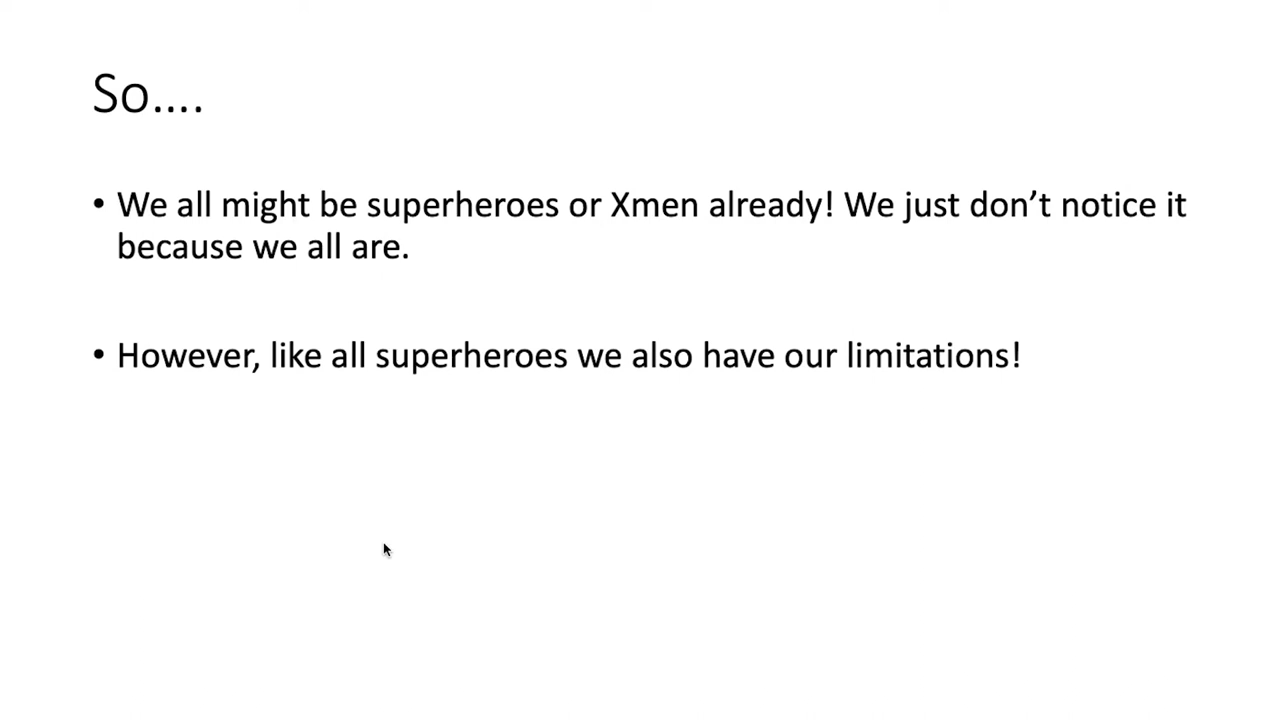 So....
• We all might be superheroes or Xmen already! We just don’t notice it
because we all are.
• However, like all superheroes we also have our limitations!